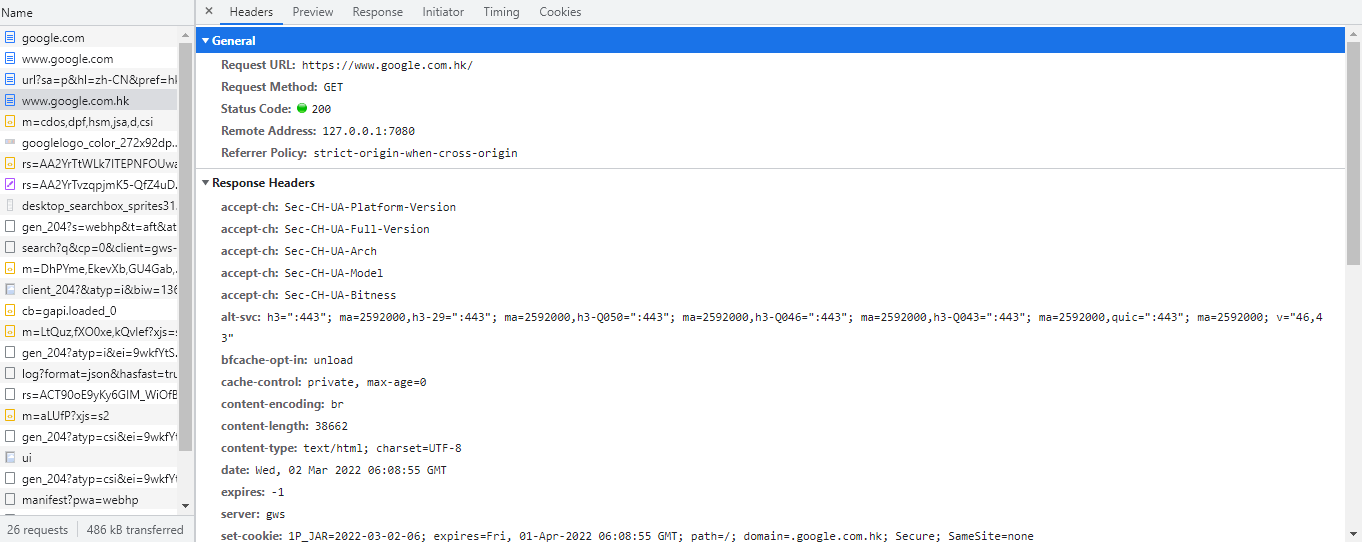 Name
google.com
www.google.com
url?sa=p&hl=zh-CN&pref=hk
www.google.com.hk
m=cdos,dpf,hsm,jsa,d,csi
googlelogo_color_272x92dp...
rs=AA2YrTtWLk7ITEPNFOUwa
rs=AA2YrTvzqpjmK5-QfZ4uD.
desktop_searchbox_sprites31.
gen_204?s=webhp&t=aft&at
search?q&cp=0&client=gws-
m=DhPYme,EkevXb,GU4Gab,.
client_204?&atyp=i&biw=136
cb=gapi.loaded_0
m=LtQuz,fXO0xe,kQvlef?xjs=s
gen_204?atyp=i&ei=9wkfYtS.
log?format=json&hasfast=tru
rs=ACT90oE9yKy6GIM_WiOfB
m=aLUfP?xjs=s2
gen_204?atyp=csi&ei=9wkfYt
ui
gen_204?atyp=csi&ei=9wkfYt
manifest?pwa=webhp
26 requests 486 kB transferred
× Headers Preview Response Initiator Timing Cookies
General
Request URL: https://www.google.com.hk/
Request Method: GET
Status Code: 200
Remote Address: 127.0.0.1:7080
Referrer Policy: strict-origin-when-cross-origin
Response Headers
accept-ch: Sec-CH-UA-Platform-Version
accept-ch: Sec-CH-UA-Full-Version
accept-ch: Sec-CH-UA-Arch
accept-ch: Sec-CH-UA-Model
accept-ch: Sec-CH-UA-Bitness
alt-svc: h3=":443"; ma=2592000,h3-29=":443"; ma=2592000,h3-Q050=":443"; ma=2592000,h3-Q046=":443"; ma=2592000,h3-Q043=":443"; ma=2592000,quic=":443"; ma=2592000; v="46,4
3"
bfcache-opt-in: unload
cache-control: private, max-age=0
content-encoding: br
content-length: 38662
content-type: text/html; charset=UTF-8
date: Wed, 02 Mar 2022 06:08:55 GMT
expires: -1
server: gws
set-cookie: 1P_JAR=2022-03-02-06; expires=Fri, 01-Apr-2022 06:08:55 GMT; path=/; domain=.google.com.hk; Secure; SameSite=none